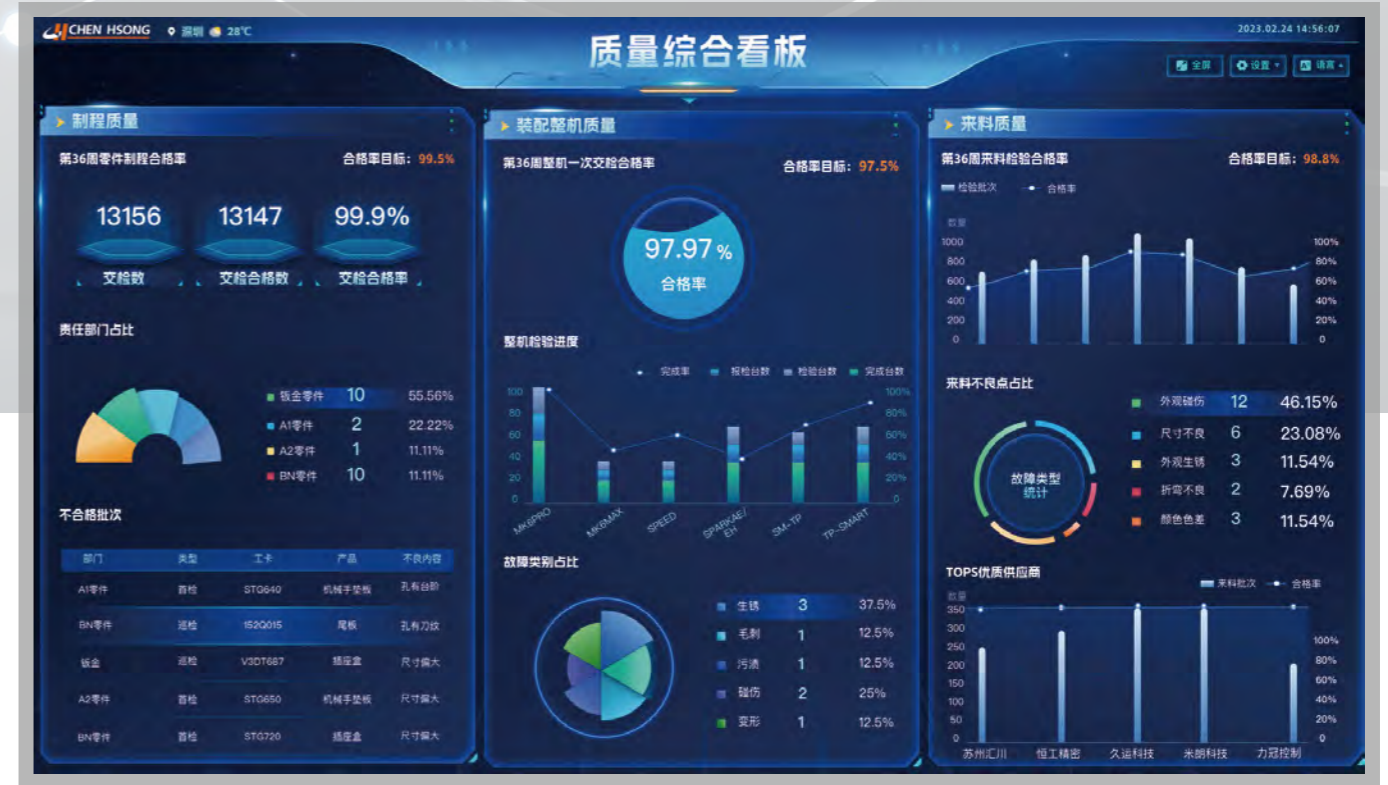 CHEN HSONG 深圳 28℃
质量综合看板
2023.02.24 14:56:07
全屏 设置 语言
制程质量
第36周零件制程合格率 合格率目标：99.5%
13156 13147 99.9%
交检数 交检合格数 交检合格率
责任部门占比
钣金零件 10 55.56%
A1零件 2 22.22%
A2零件 1 11.11%
BN零件 10 11.11%
不合格批次
部门 类型 工卡 产品 不良内容
A1零件 首检 STG640 机械手垫板 孔有台阶
BN零件 巡检 152Q015 尾板 孔有刀纹
钣金 巡检 V3DT687 插座盒 尺寸偏大
A2零件 首检 STG650 机械手垫板 尺寸偏大
BN零件 首检 STG720 插座盒 尺寸偏大
装配整机质量
第36周整机一次交检合格率 合格率目标：97.5%
97.97 %
合格率
整机检验进度
完成率 报检台数 检验台数 完成台数
100 100%
80 80%
60 60%
40 40%
20 20%
0 0
MK6PRO MK6MAX SPEED SPARKAE/EH SM-TP TP-SMART
故障类别占比
生锈 3 37.5%
毛刺 1 12.5%
污渍 1 12.5%
碰伤 2 25%
变形 1 12.5%
来料质量
第36周来料检验合格率 合格率目标：98.8%
检验批次 合格率
数量
1000 100%
800 80%
600 60%
400 40%
200 20%
0 0
来料不良点占比
故障类型
统计
外观碰伤 12 46.15%
尺寸不良 6 23.08%
外观生锈 3 11.54%
折弯不良 2 7.69%
颜色色差 3 11.54%
TOP5优质供应商
来料批次 合格率
数量
350
300
250 100%
200 80%
150 60%
100 40%
50 20%
0 0
苏州汇川 恒工精密 久运科技 米朗科技 力冠控制